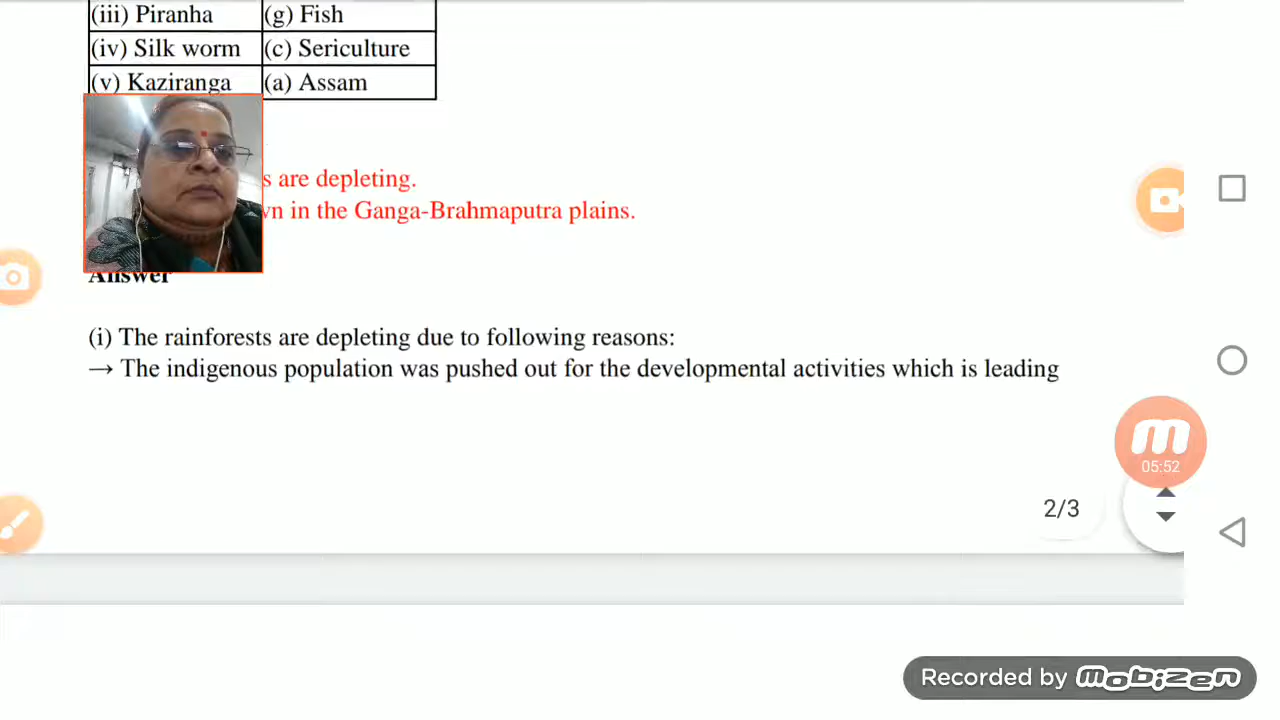 (iii) Piranha (g) Fish
(iv) Silk worm (c) Sericulture
(v) Kaziranga (a) Assam
s are depleting.
in the Ganga-Brahmaputra plains.
Answer
(i) The rainforests are depleting due to following reasons:
→ The indigenous population was pushed out for the developmental activities which is leading
05:52
2/3
Recorded by mobizen